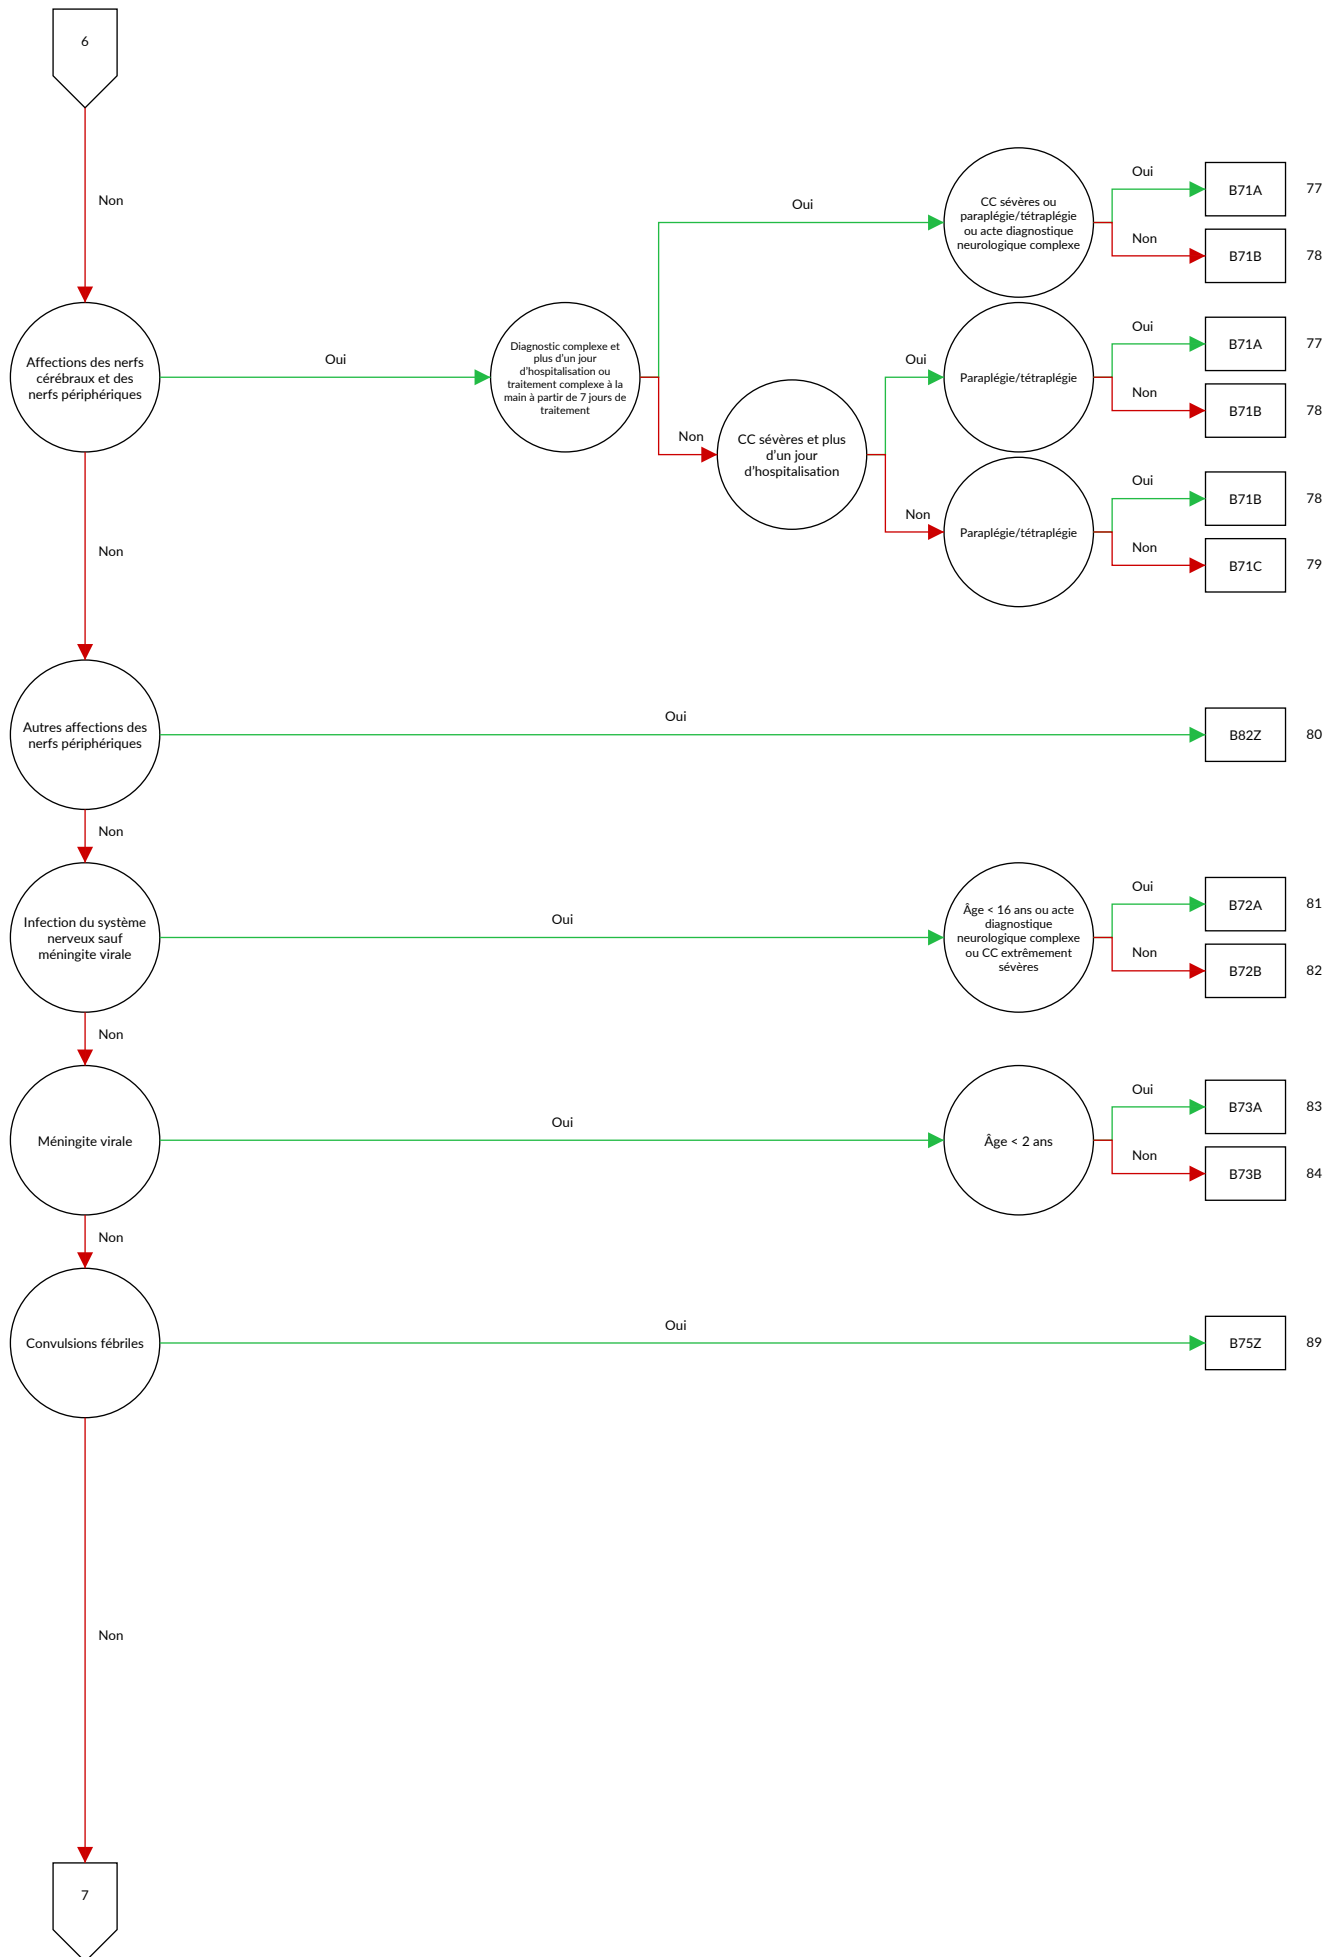 6
Non
Oui
CC sévères ou
paraplégie/tétraplégie
ou acte diagnostique
neurologique complexe
Oui
B71A
77
Non
B71B
78
Affections des nerfs
cérébraux et des
nerfs périphériques
Oui
Diagnostic complexe et
plus d'un jour
d'hospitalisation ou
traitement complexe à la
main à partir de 7 jours de
traitement
Non
CC sévères et plus
d'un jour
d'hospitalisation
Oui
Paraplégie/tétraplégie
Oui
B71A
77
Non
B71B
78
Non
Paraplégie/tétraplégie
Oui
B71B
78
Non
B71C
79
Non
Autres affections des
nerfs périphériques
Oui
B82Z
80
Non
Infection du système
nerveux sauf
méningite virale
Oui
Âge < 16 ans ou acte
diagnostique
neurologique complexe
ou CC extrêmement
sévères
Oui
B72A
81
Non
B72B
82
Non
Méningite virale
Oui
Âge < 2 ans
Oui
B73A
83
Non
B73B
84
Non
Convulsions fébriles
Oui
B75Z
89
Non
7